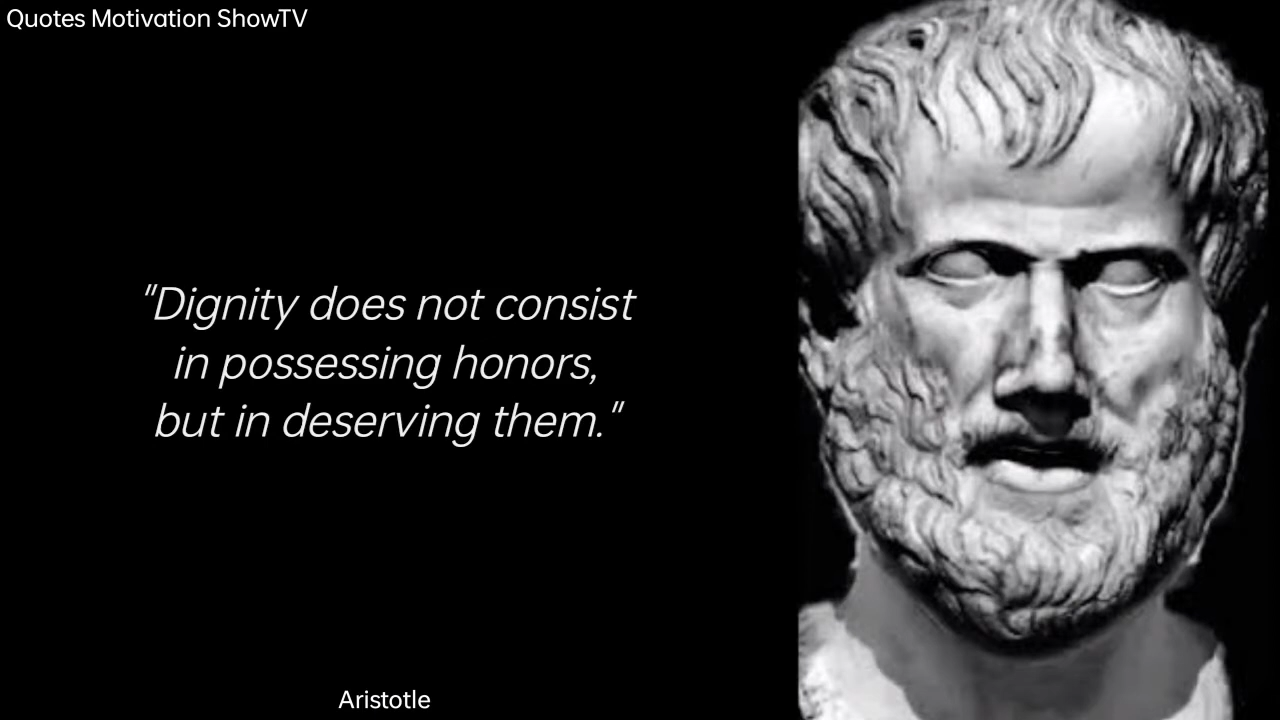 Quotes Motivation ShowTV
"Dignity does not consist
in possessing honors,
but in deserving them."
Aristotle